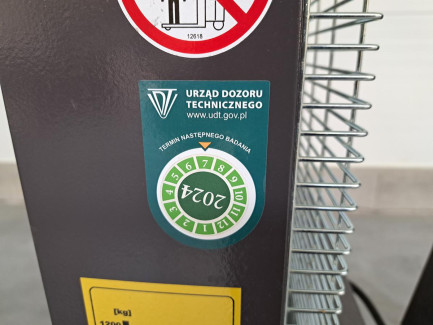 12618
URZĄD DOZORU
TECHNICZNEGO
www.udt.gov.pl
TERMIN NASTĘPNEGO BADANIA
1 2 3 4 5 6 7 8 9 10 11 12
2024
[kg]
1200